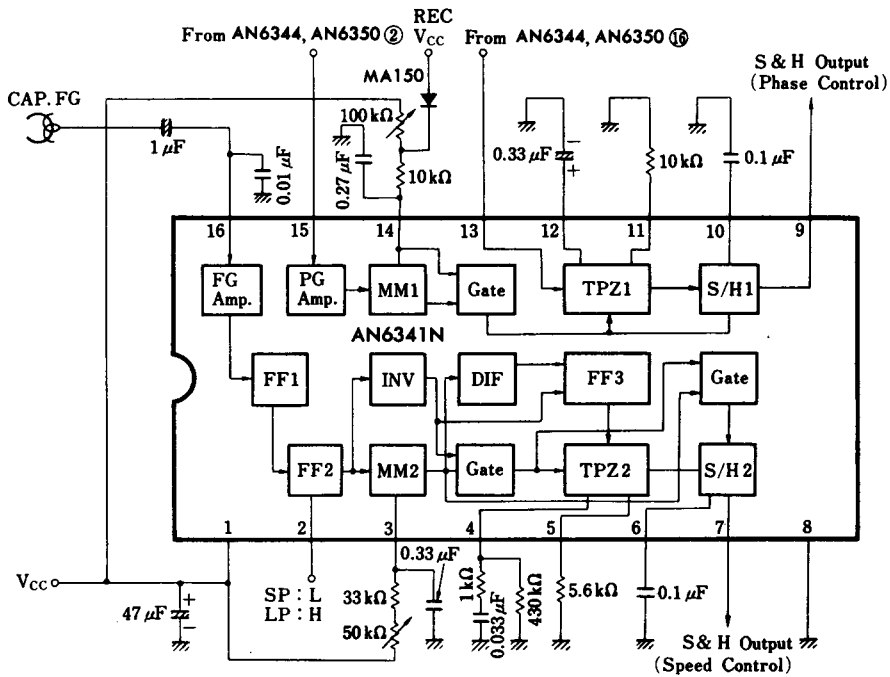 REC
From AN6344, AN6350 ② VCC From AN6344, AN6350 ⑯
MA150
S & H Output
(Phase Control)
CAP. FG
1 μF
0.01 μF
0.27 μF
100 kΩ
10 kΩ
0.33 μF
−
+
10 kΩ
0.1 μF
16 15 14 13 12 11 10 9
FG
Amp.
PG
Amp.
MM1
Gate
TPZ1
S/H1
AN6341N
FF1
INV
DIF
FF3
Gate
FF2
MM2
Gate
TPZ2
S/H2
1 2 3 4 5 6 7 8
VCC
47 μF
+
−
SP : L
LP : H
0.33 μF
33 kΩ
50 kΩ
1 kΩ
0.033 μF
430 kΩ
5.6 kΩ
0.1 μF
S & H Output
(Speed Control)